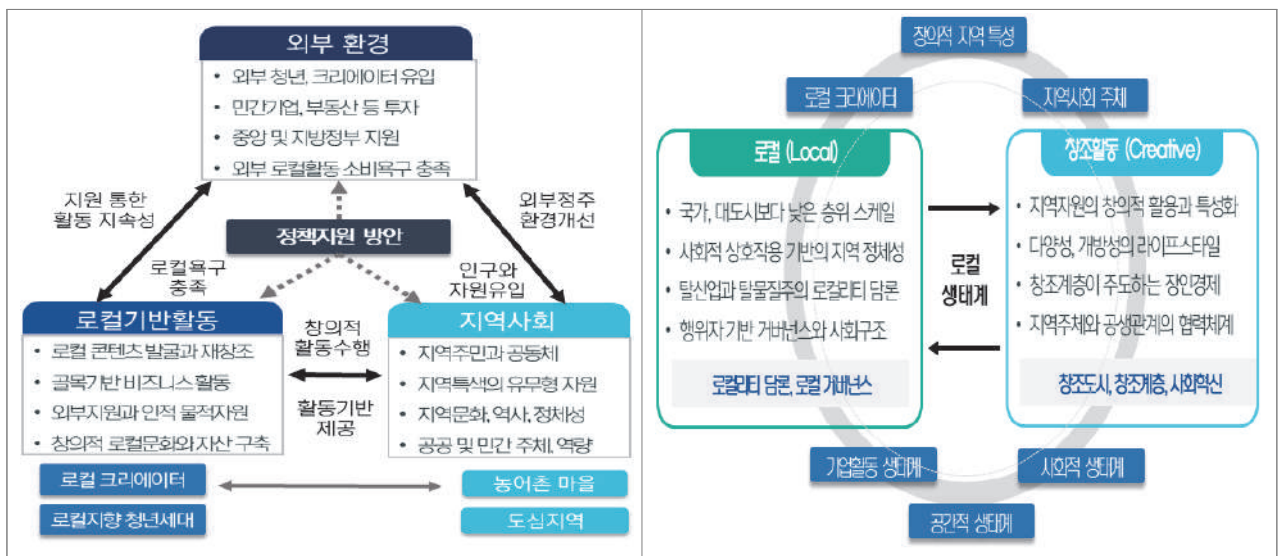 외부 환경
• 외부 청년, 크리에이터 유입
• 민간기업, 부동산 등 투자
• 중앙 및 지방정부 지원
• 외부 로컬활동 소비욕구 충족
지원 통한
활동 지속성
외부정주
환경개선
정책지원 방안
로컬욕구
충족
인구와
자원유입
로컬기반활동
• 로컬 콘텐츠 발굴과 재창조
• 골목기반 비즈니스 활동
• 외부지원과 인적 물적자원
• 창의적 로컬문화와 자산 구축
창의적
활동수행
활동기반
제공
지역사회
• 지역주민과 공동체
• 지역특색의 유무형 자원
• 지역문화, 역사, 정체성
• 공공 및 민간 주체, 역량
로컬 크리에이터
농어촌 마을
로컬지향 청년세대
도심지역
창의적 지역 특성
로컬 크리에이터
지역사회 주체
로컬 (Local)
• 국가, 대도시보다 낮은 층위 스케일
• 사회적 상호작용 기반의 지역 정체성
• 탈산업과 탈물질주의 로컬리티 담론
• 행위자 기반 거버넌스와 사회구조
로컬리티 담론, 로컬 거버넌스
로컬
생태계
창조활동 (Creative)
• 지역자원의 창의적 활용과 특성화
• 다양성, 개방성의 라이프스타일
• 창조계층이 주도하는 장인경제
• 지역주체와 공생관계의 협력체계
창조도시, 창조계층, 사회혁신
기업활동 생태계
사회적 생태계
공간적 생태계